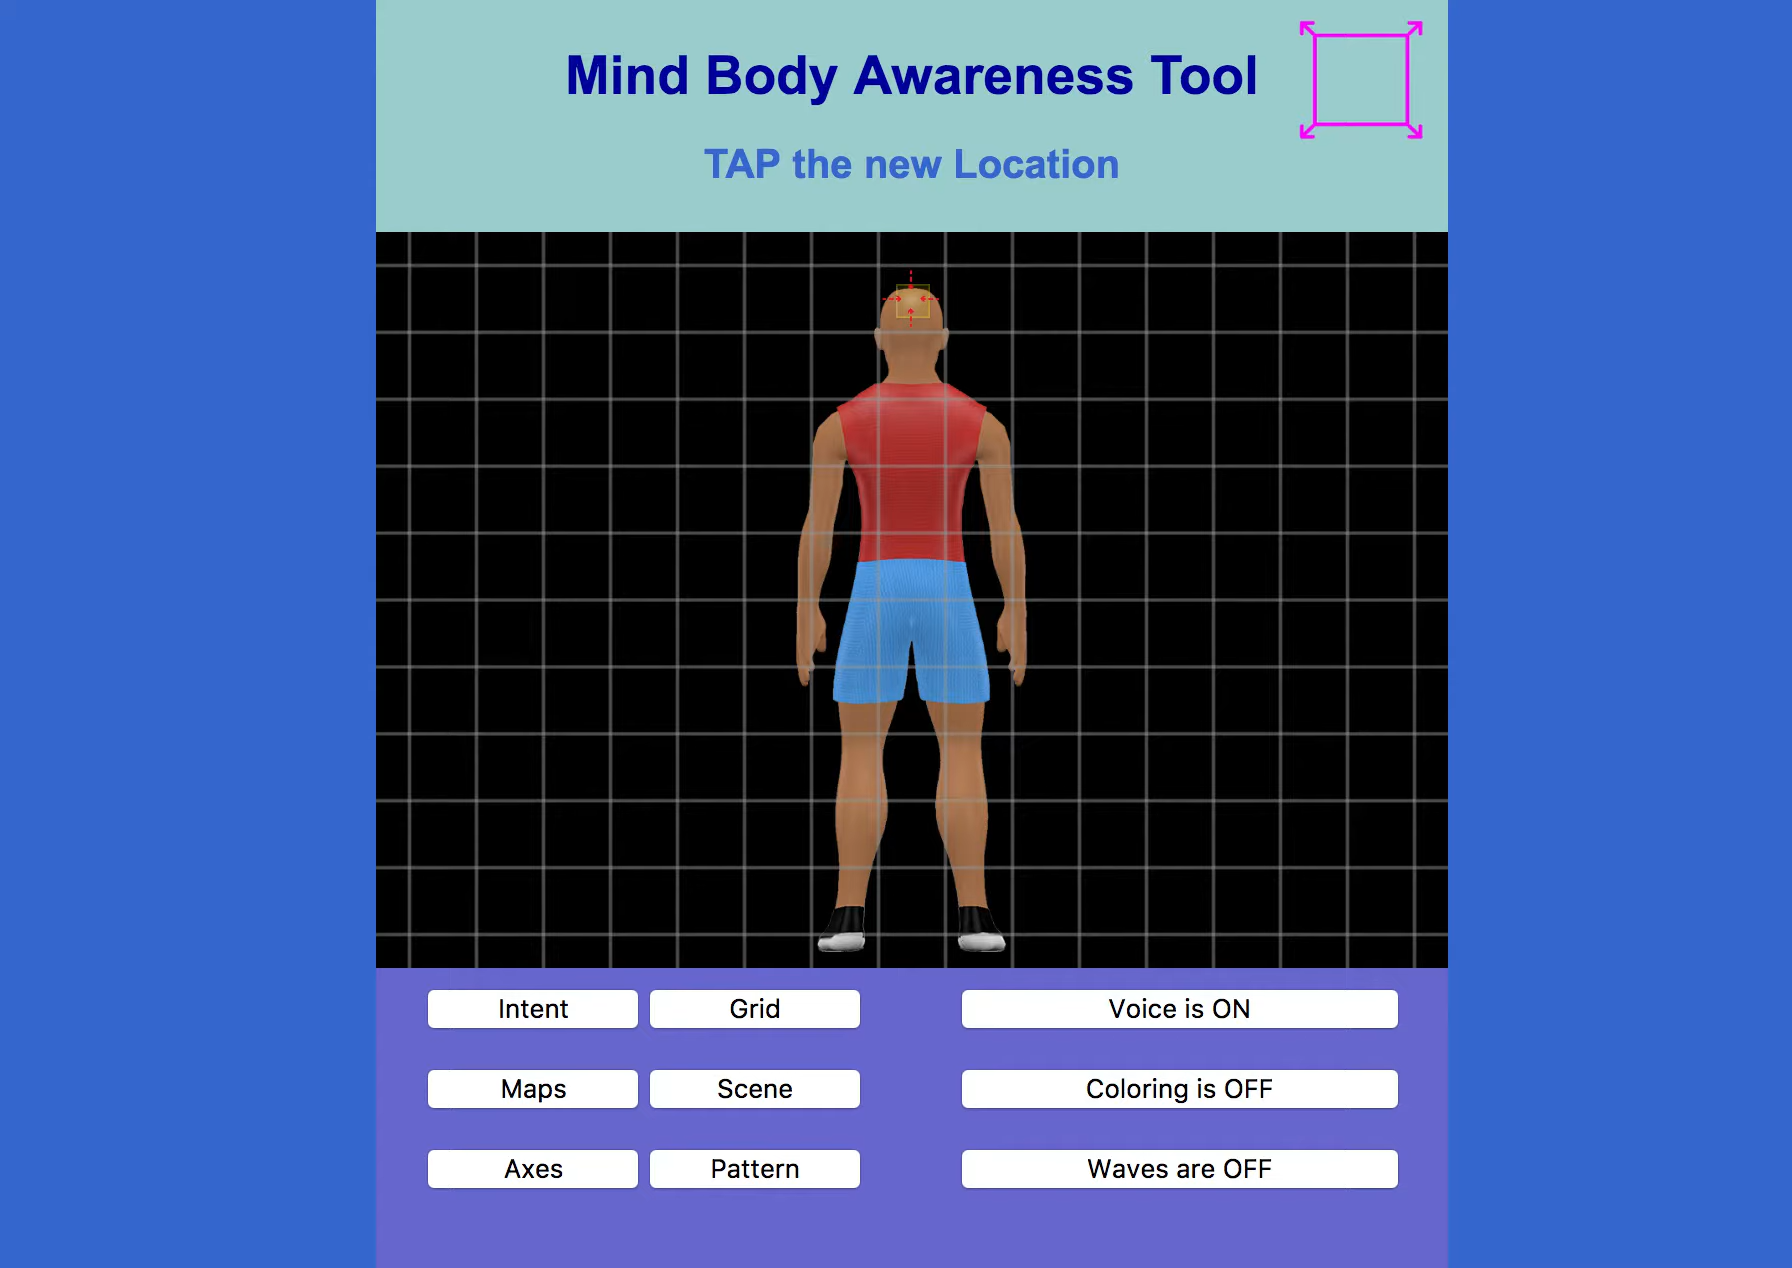 Mind Body Awareness Tool
TAP the new Location
Intent
Grid
Voice is ON
Maps
Scene
Coloring is OFF
Axes
Pattern
Waves are OFF